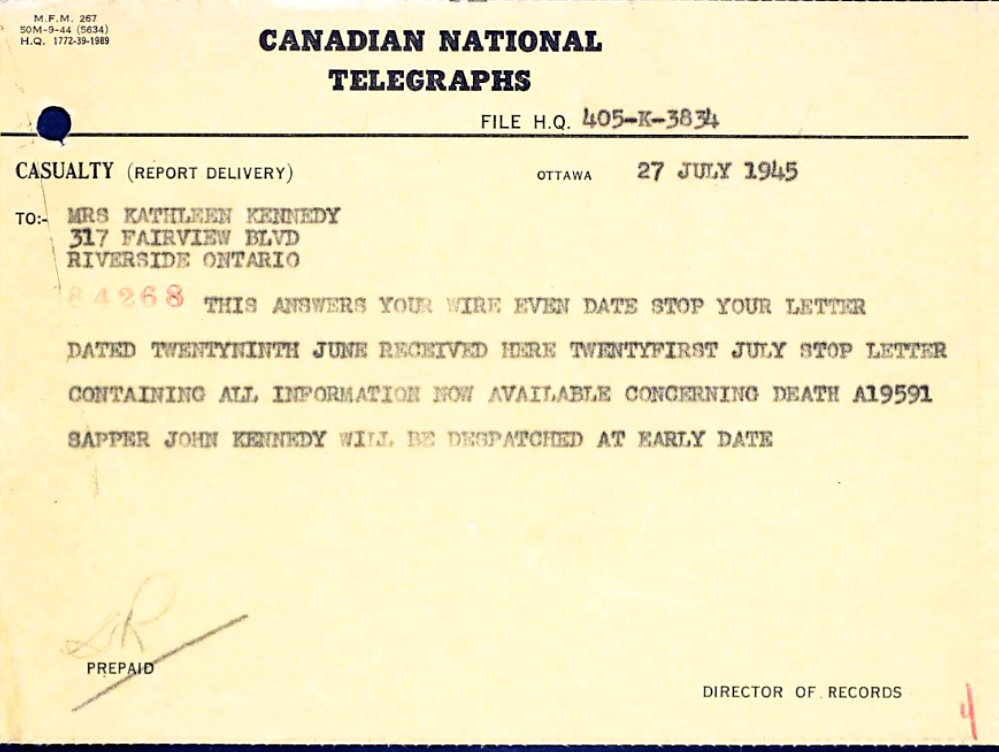 M.F.M. 267
50M-9-44 (5634)
H.Q. 1772-39-1989
CANADIAN NATIONAL
TELEGRAPHS
FILE H.Q. 405-K-3834
CASUALTY (REPORT DELIVERY)
OTTAWA 27 JULY 1945
TO:- MRS KATHLEEN KENNEDY
317 FAIRVIEW BLVD
RIVERSIDE ONTARIO
84268 THIS ANSWERS YOUR WIRE EVEN DATE STOP YOUR LETTER
DATED TWENTYNINTH JUNE RECEIVED HERE TWENTYFIRST JULY STOP LETTER
CONTAINING ALL INFORMATION NOW AVAILABLE CONCERNING DEATH A19591
SAPPER JOHN KENNEDY WILL BE DESPATCHED AT EARLY DATE
PREPAID
DIRECTOR OF RECORDS
4